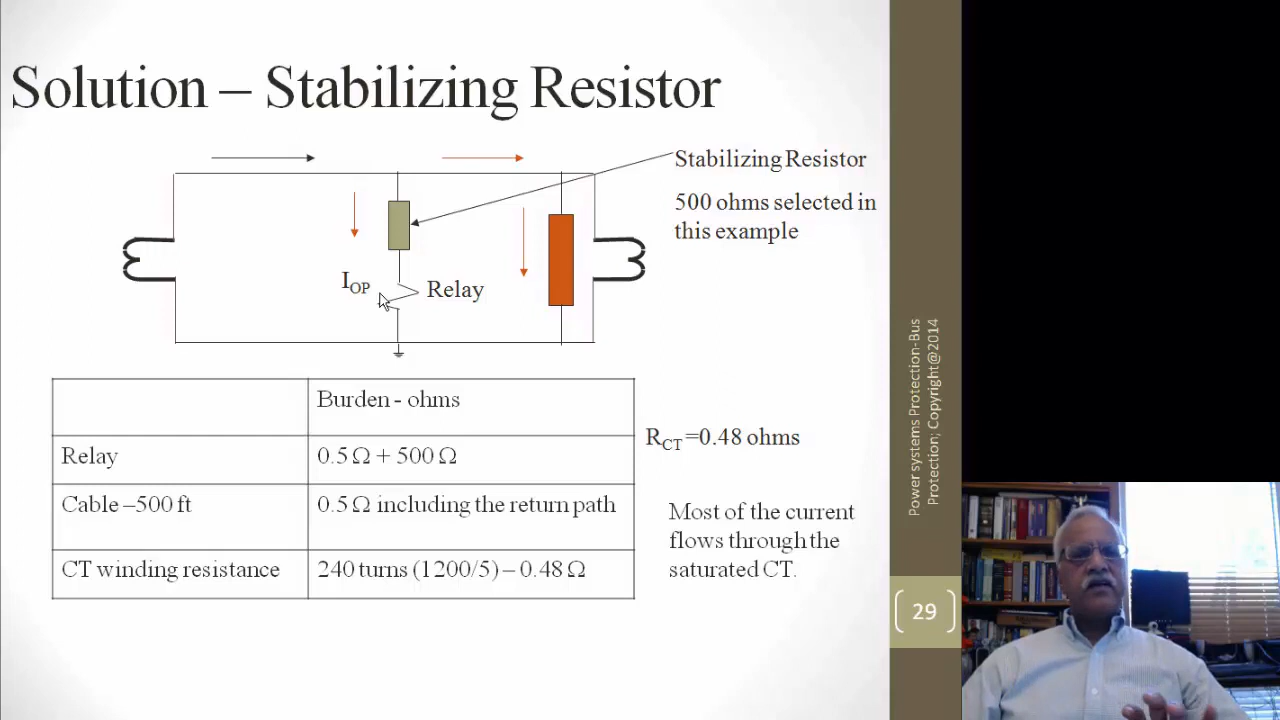 Solution – Stabilizing Resistor
Stabilizing Resistor
500 ohms selected in
this example
I_OP
Relay
Burden - ohms
Relay
0.5 Ω + 500 Ω
Cable –500 ft
0.5 Ω including the return path
CT winding resistance
240 turns (1200/5) – 0.48 Ω
R_CT =0.48 ohms
Most of the current
flows through the
saturated CT.
Power systems Protection-Bus
Protection; Copyright@2014
29